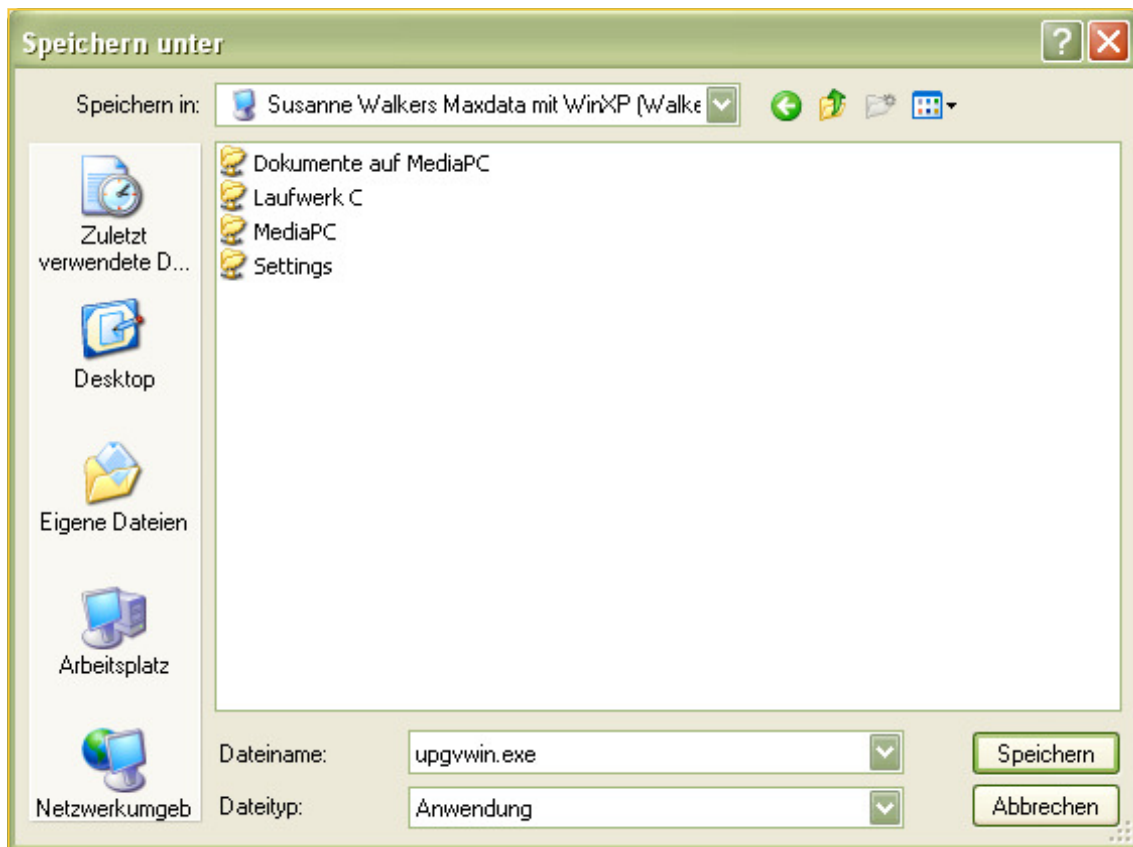 Speichern unter
Speichern in:
Susanne Walkers Maxdata mit WinXP (Walke
Zuletzt
verwendete D...
Desktop
Eigene Dateien
Arbeitsplatz
Netzwerkumgeb
Dokumente auf MediaPC
Laufwerk C
MediaPC
Settings
Dateiname:
upgvwin.exe
Speichern
Dateityp:
Anwendung
Abbrechen